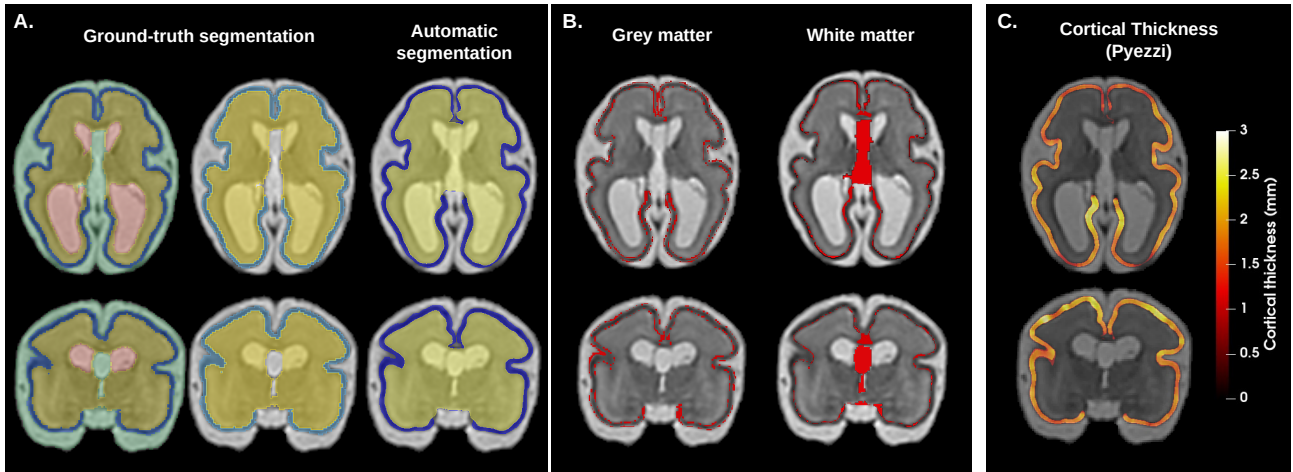 A.
Ground-truth segmentation
Automatic
segmentation
B.
Grey matter
White matter
C.
Cortical Thickness
(Pyezzi)
3
2.5
2
1.5
1
0.5
0
Cortical thickness (mm)